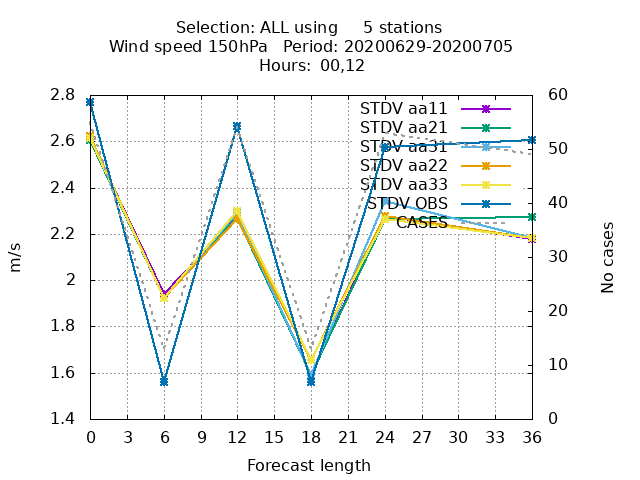 Selection: ALL using     5 stations
Wind speed 150hPa   Period: 20200629-20200705
Hours: 00,12
2.8
2.6
2.4
2.2
2
1.8
1.6
1.4
60
50
40
30
20
10
0
STDV aa11
STDV aa21
STDV aa31
STDV aa22
STDV aa33
STDV OBS
CASES
m/s
No cases
0 3 6 9 12 15 18 21 24 27 30 33 36
Forecast length